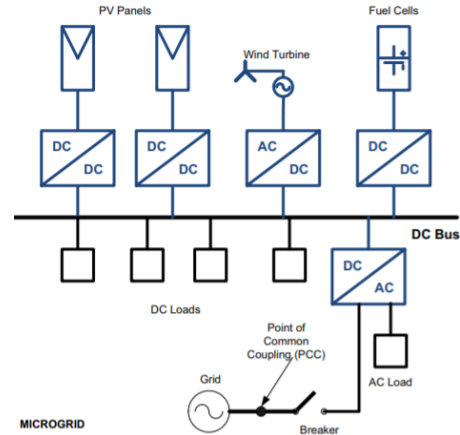 PV Panels
Fuel Cells
Wind Turbine
DC
DC
DC
DC
AC
DC
DC
DC
DC Bus
DC
AC
DC Loads
Point of
Common
Coupling (PCC)
AC Load
Grid
Breaker
MICROGRID